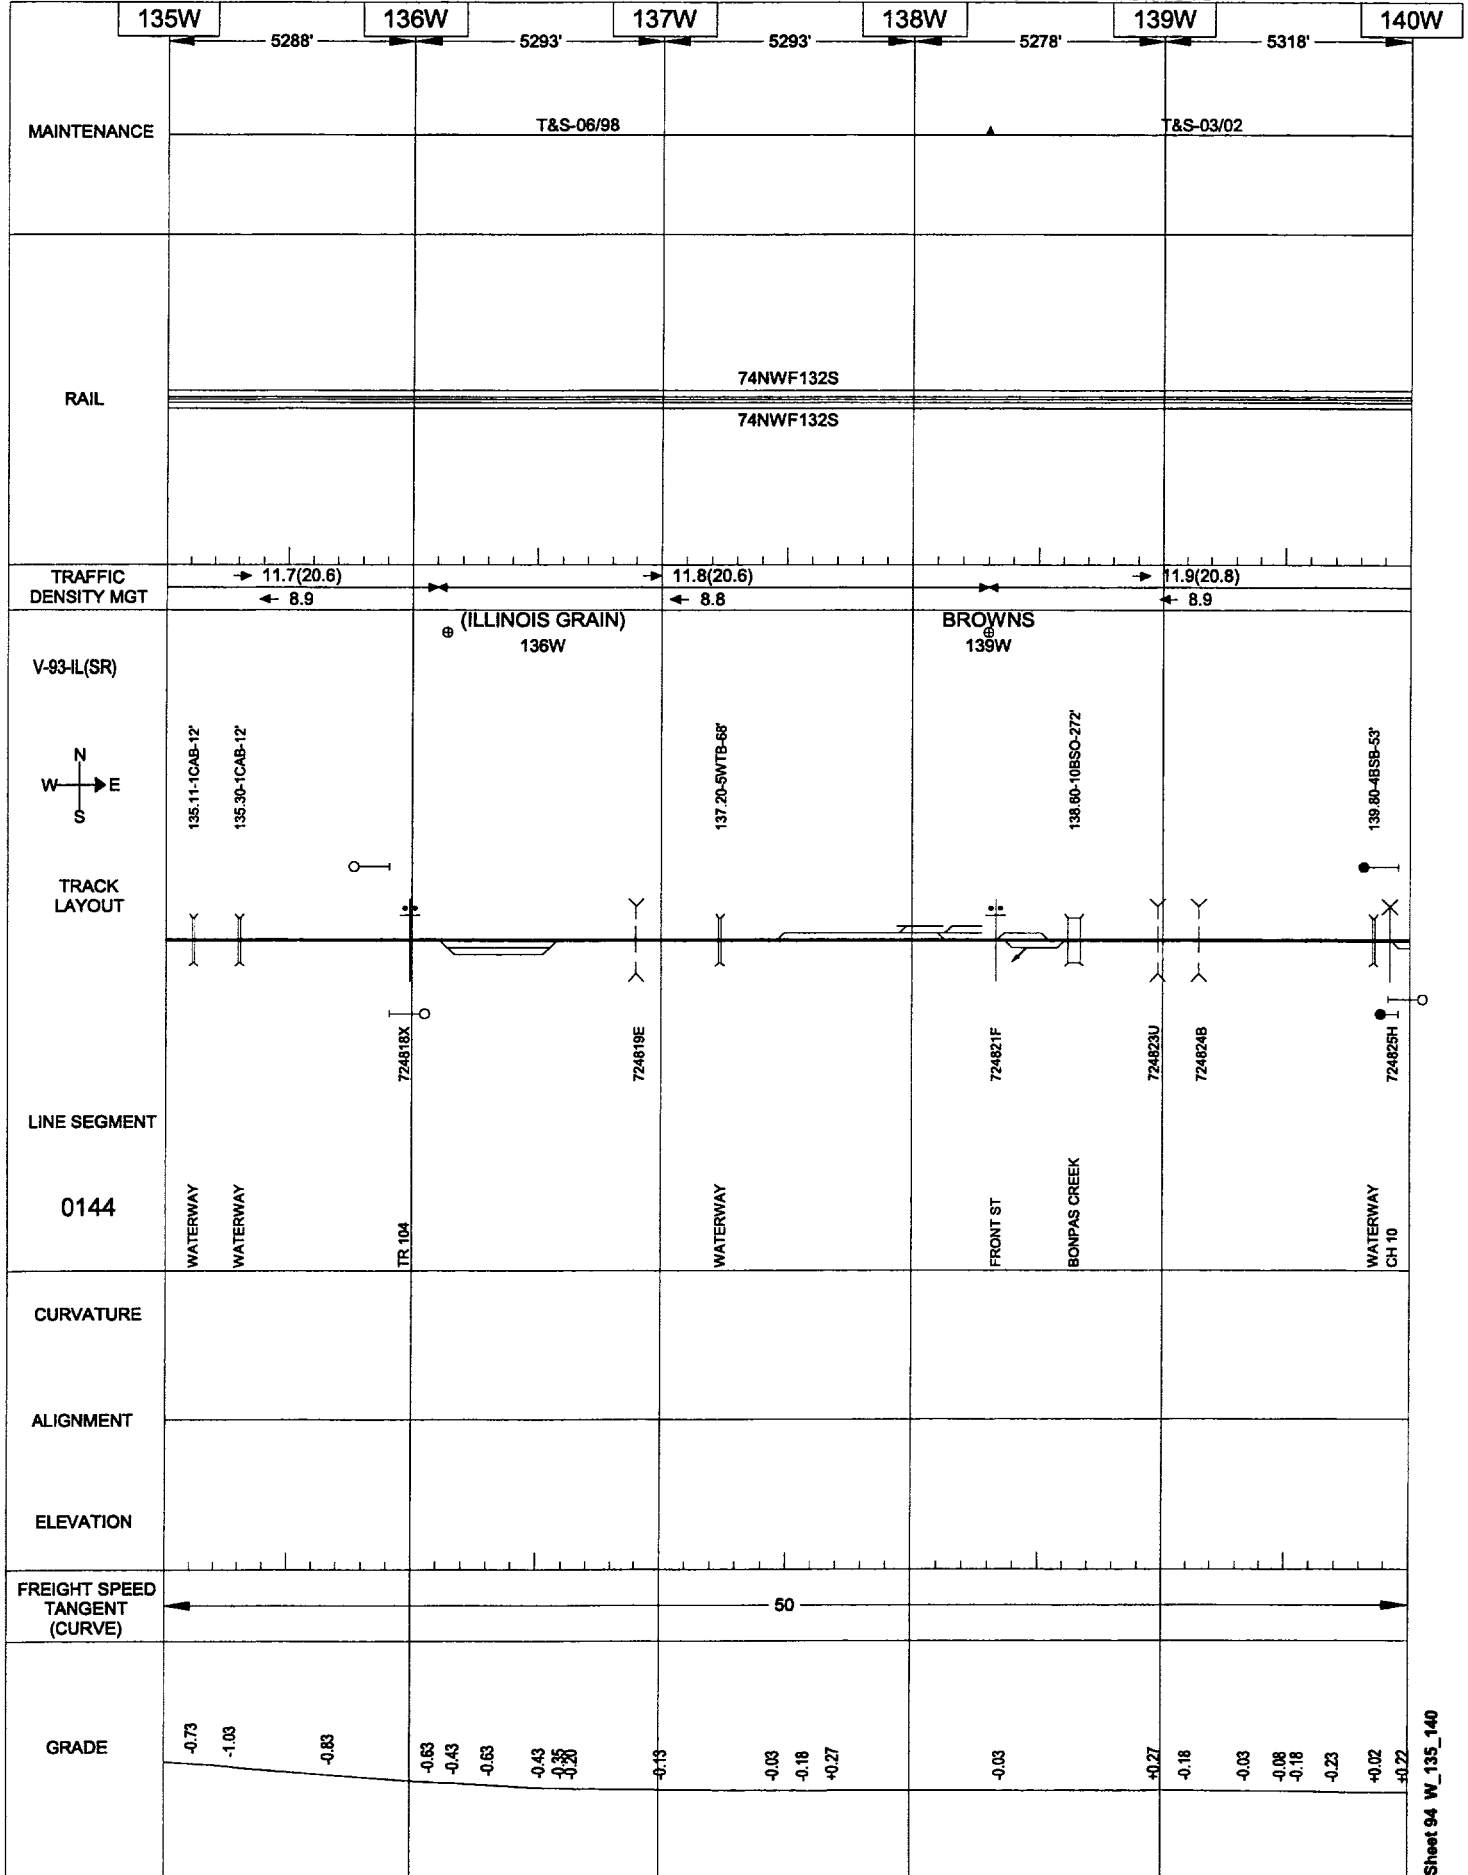 135W 136W 137W 138W 139W 140W
5288' 5293' 5293' 5278' 5318'
MAINTENANCE
T&S-06/98
T&S-03/02
RAIL
74NWF132S
74NWF132S
TRAFFIC
DENSITY MGT
11.7(20.6)
8.9
11.8(20.6)
8.8
11.9(20.8)
8.9
(ILLINOIS GRAIN)
136W
BROWNS
139W
V-93-IL(SR)
N
W E
S
135.11-1CAB-12'
135.30-1CAB-12'
137.20-5WTB-68'
138.60-10BSO-272'
139.80-4BSB-53'
TRACK
LAYOUT
724818X
724819E
724821F
724823U
724824B
724825H
LINE SEGMENT
0144
WATERWAY
WATERWAY
TR 104
WATERWAY
FRONT ST
BONPAS CREEK
WATERWAY
CH 10
CURVATURE
ALIGNMENT
ELEVATION
FREIGHT SPEED
TANGENT
(CURVE)
50
GRADE
-0.73
-1.03
-0.83
-0.63
-0.43
-0.63
-0.43
-0.35
-0.20
-0.13
-0.03
-0.18
+0.27
-0.03
+0.27
-0.18
-0.03
-0.08
-0.18
-0.23
+0.02
+0.22
Sheet 94 W_135_140